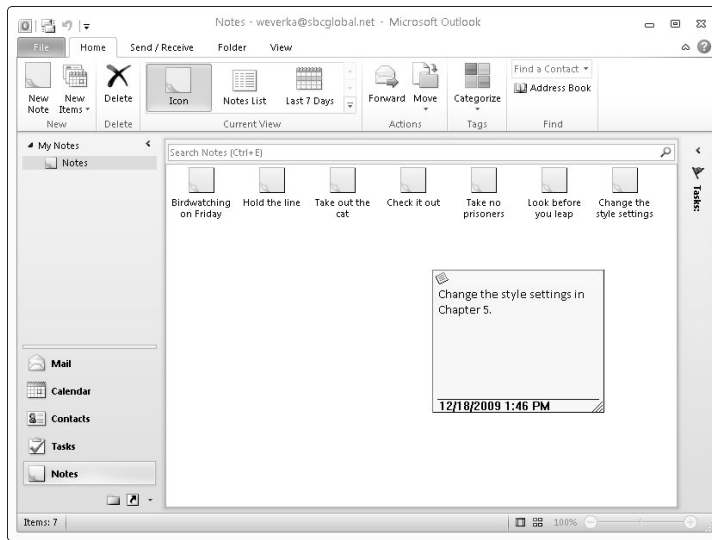 Notes - weverka@sbcglobal.net - Microsoft Outlook
File Home Send / Receive Folder View
New Note
New Items
Delete
Icon
Notes List
Last 7 Days
Forward
Move
Categorize
Find a Contact
Address Book
New Delete Current View Actions Tags Find
My Notes
Notes
Search Notes (Ctrl+E)
Tasks:
Birdwatching on Friday
Hold the line
Take out the cat
Check it out
Take no prisoners
Look before you leap
Change the style settings
Change the style settings in
Chapter 5.
12/18/2009 1:46 PM
Mail
Calendar
Contacts
Tasks
Notes
Items: 7
100%